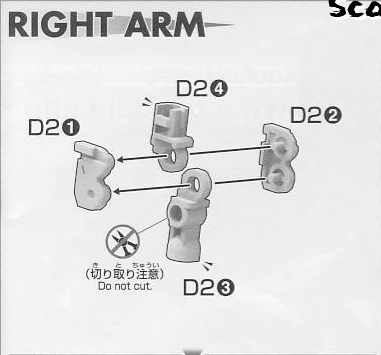 RIGHT ARM
Sca
D2❹
D2❶
D2❷
き と ちゅうい
(切り取り注意)
Do not cut.
D2❸